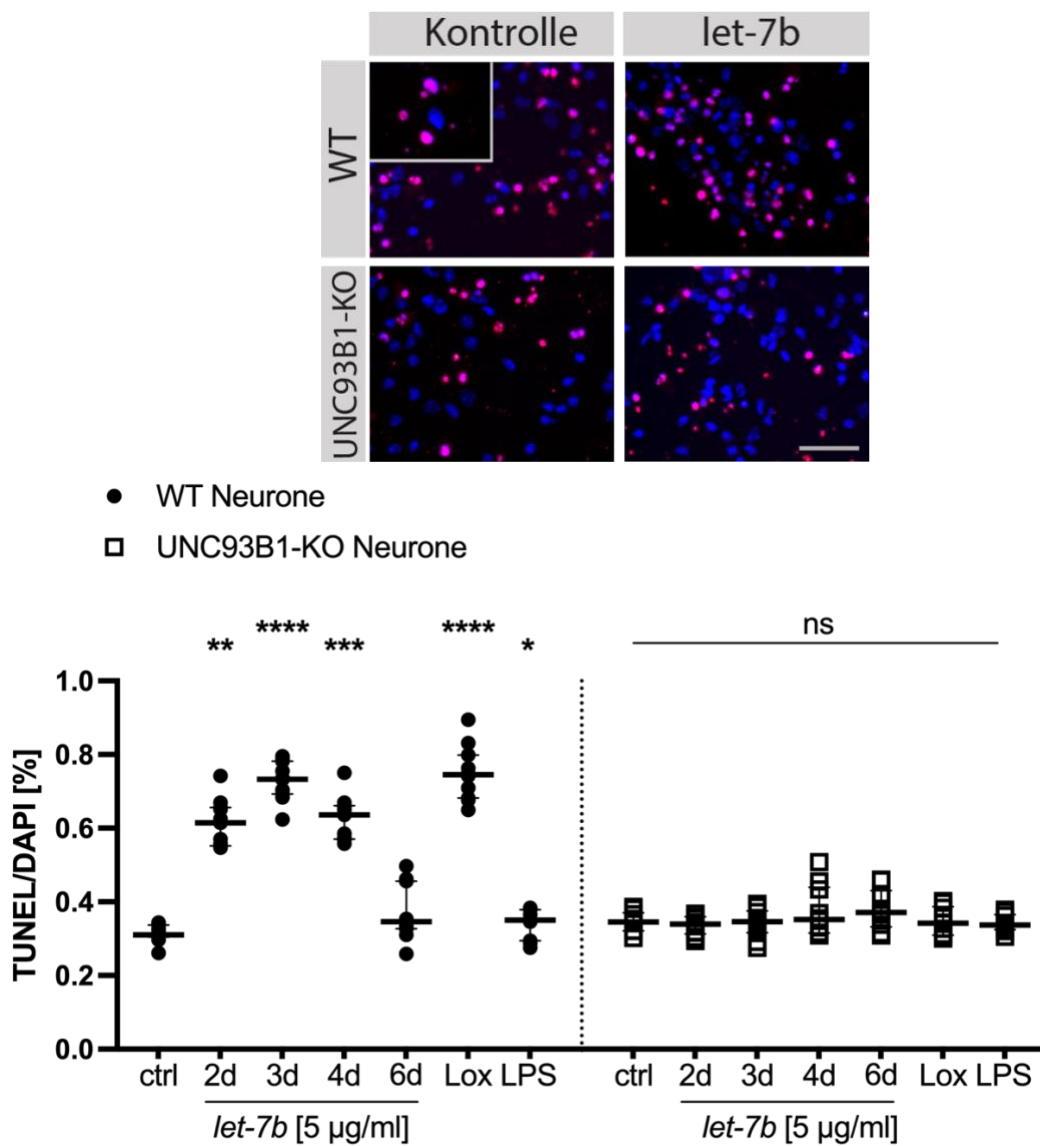 Kontrolle let-7b
WT
UNC93B1-KO
WT Neurone
UNC93B1-KO Neurone
** **** *** **** * ns
TUNEL/DAPI [%]
1.0
0.8
0.6
0.4
0.2
0.0
ctrl 2d 3d 4d 6d Lox LPS ctrl 2d 3d 4d 6d Lox LPS
let-7b [5 µg/ml] let-7b [5 µg/ml]